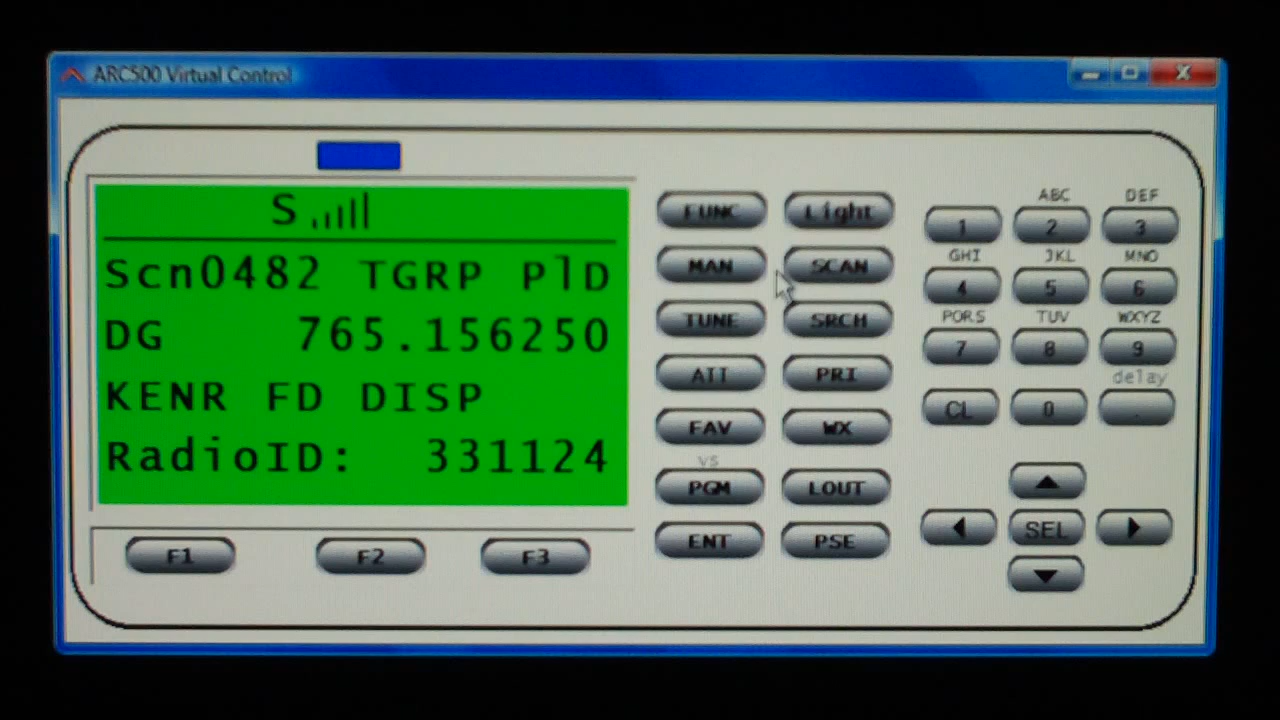 ARC500 Virtual Control
S
Scn0482 TGRP PlD
DG 765.156250
KENR FD DISP
RadioID: 331124
F1 F2 F3
FUNC Light
MAN SCAN
TUNE SRCH
ATT PRI
FAV WX
VS
PGM LOUT
ENT PSE
ABC DEF
1 2 3
GHI JKL MNO
4 5 6
PQRS TUV WXYZ
7 8 9
delay
CL 0 .
SEL